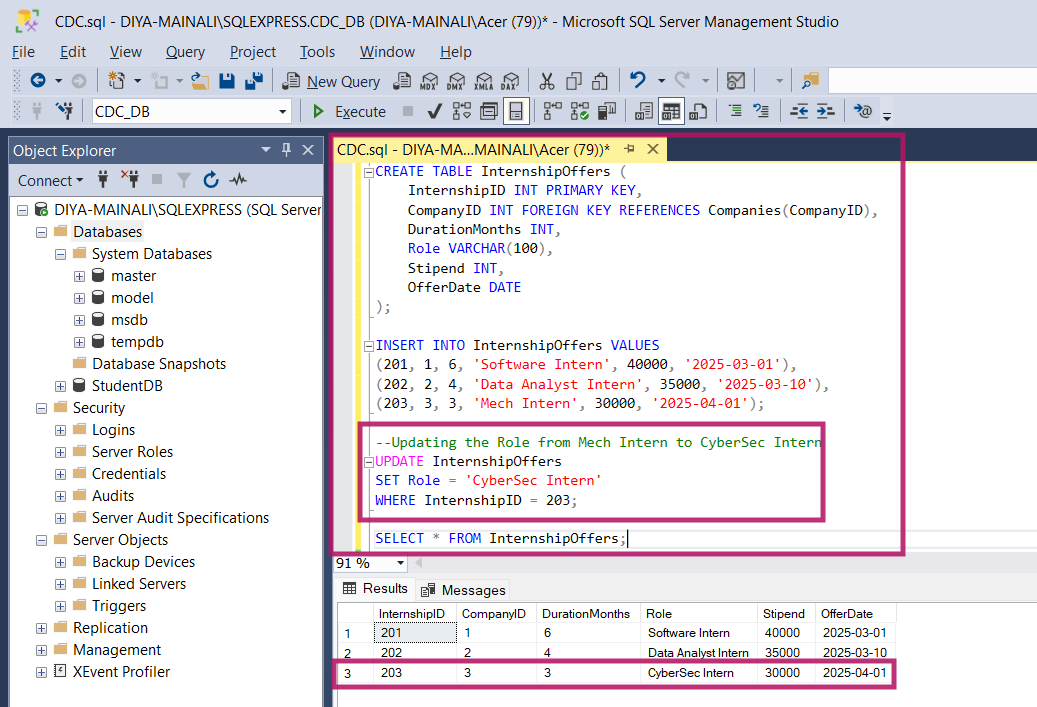 CDC.sql - DIYA-MAINALI\SQLEXPRESS.CDC_DB (DIYA-MAINALI\Acer (79))* - Microsoft SQL Server Management Studio
File Edit View Query Project Tools Window Help
New Query MDX DMX XMLA DAX
CDC_DB Execute
Object Explorer
Connect
DIYA-MAINALI\SQLEXPRESS (SQL Server
Databases
System Databases
master
model
msdb
tempdb
Database Snapshots
StudentDB
Security
Logins
Server Roles
Credentials
Audits
Server Audit Specifications
Server Objects
Backup Devices
Linked Servers
Triggers
Replication
Management
XEvent Profiler
CDC.sql - DIYA-MA...MAINALI\Acer (79))*
CREATE TABLE InternshipOffers (
InternshipID INT PRIMARY KEY,
CompanyID INT FOREIGN KEY REFERENCES Companies(CompanyID),
DurationMonths INT,
Role VARCHAR(100),
Stipend INT,
OfferDate DATE
);
INSERT INTO InternshipOffers VALUES
(201, 1, 6, 'Software Intern', 40000, '2025-03-01'),
(202, 2, 4, 'Data Analyst Intern', 35000, '2025-03-10'),
(203, 3, 3, 'Mech Intern', 30000, '2025-04-01');
--Updating the Role from Mech Intern to CyberSec Intern
UPDATE InternshipOffers
SET Role = 'CyberSec Intern'
WHERE InternshipID = 203;
SELECT * FROM InternshipOffers;
91 %
Results Messages
InternshipID CompanyID DurationMonths Role Stipend OfferDate
1 201 1 6 Software Intern 40000 2025-03-01
2 202 2 4 Data Analyst Intern 35000 2025-03-10
3 203 3 3 CyberSec Intern 30000 2025-04-01